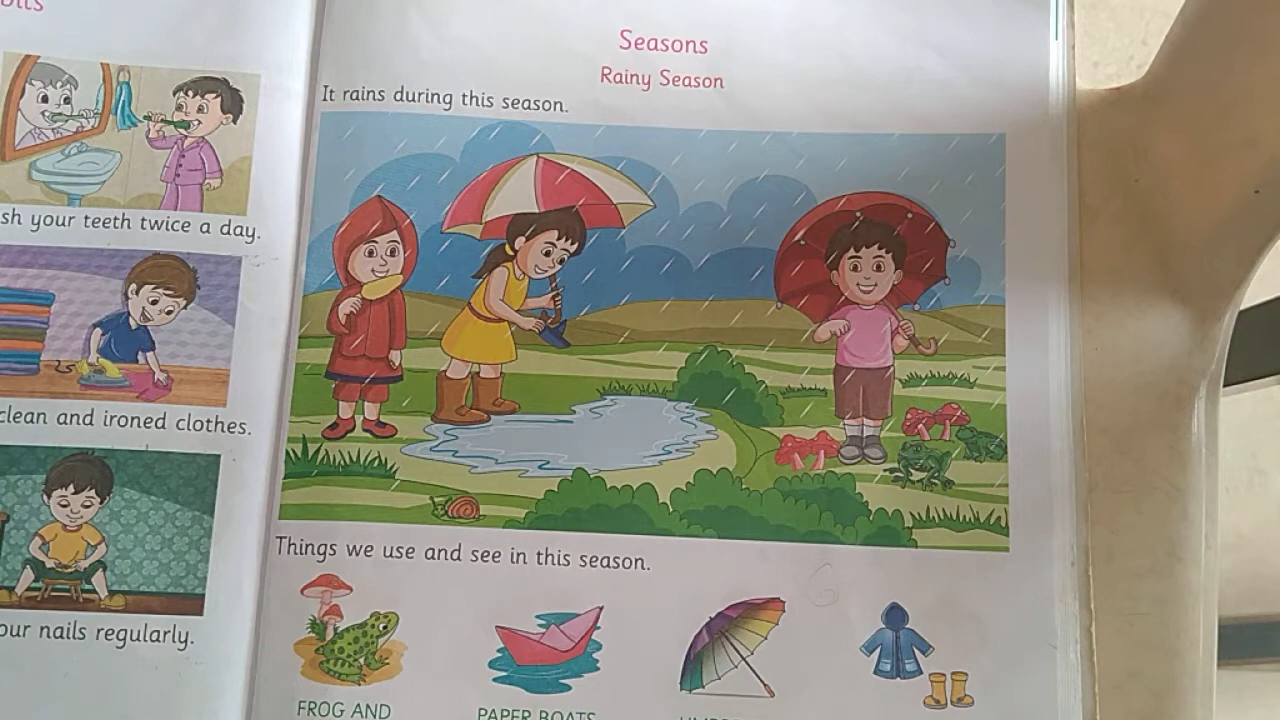 sh your teeth twice a day.
clean and ironed clothes.
our nails regularly.
Seasons
Rainy Season
It rains during this season.
Things we use and see in this season.
FROG AND
PAPER BOATS